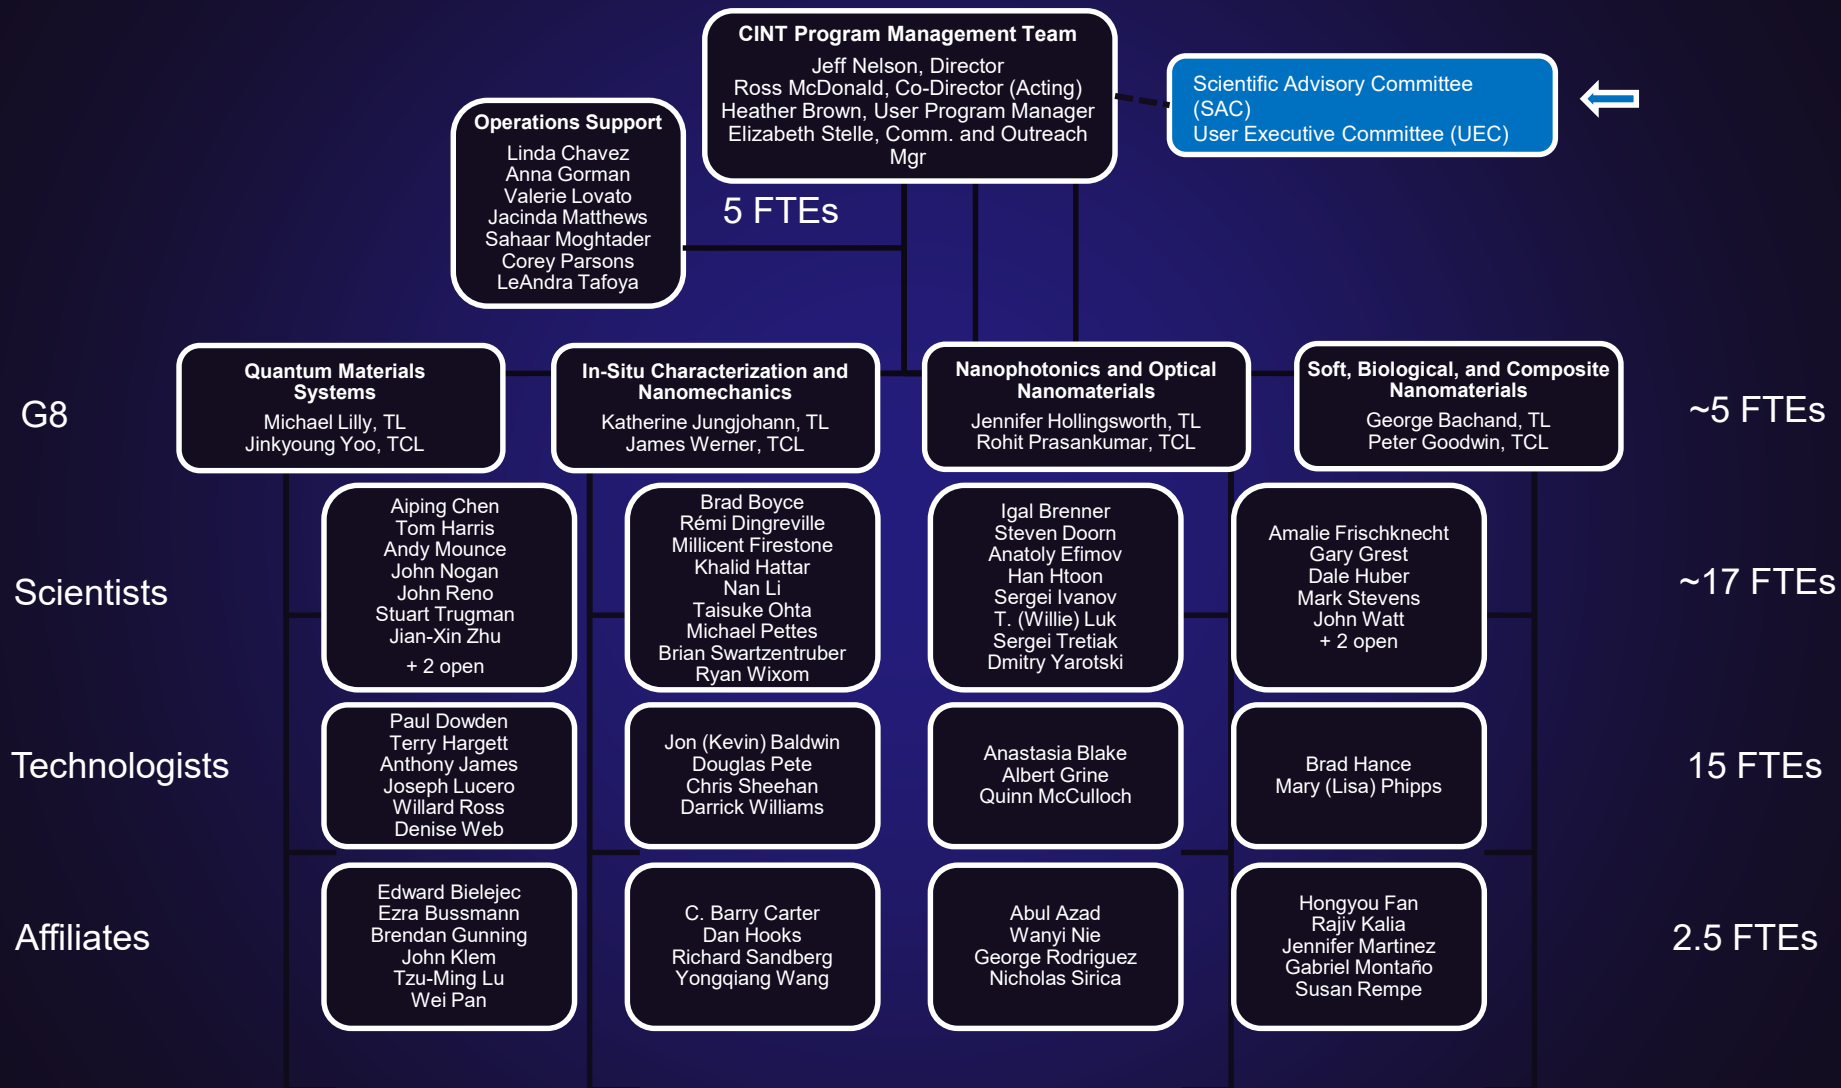 CINT Program Management Team
Jeff Nelson, Director
Ross McDonald, Co-Director (Acting)
Heather Brown, User Program Manager
Elizabeth Stelle, Comm. and Outreach
Mgr
Scientific Advisory Committee
(SAC)
User Executive Committee (UEC)
Operations Support
Linda Chavez
Anna Gorman
Valerie Lovato
Jacinda Matthews
Sahaar Moghtader
Corey Parsons
LeAndra Tafoya
5 FTEs
G8
Quantum Materials
Systems
Michael Lilly, TL
Jinkyoung Yoo, TCL
In-Situ Characterization and
Nanomechanics
Katherine Jungjohann, TL
James Werner, TCL
Nanophotonics and Optical
Nanomaterials
Jennifer Hollingsworth, TL
Rohit Prasankumar, TCL
Soft, Biological, and Composite
Nanomaterials
George Bachand, TL
Peter Goodwin, TCL
~5 FTEs
Scientists
Aiping Chen
Tom Harris
Andy Mounce
John Nogan
John Reno
Stuart Trugman
Jian-Xin Zhu
+ 2 open
Brad Boyce
Rémi Dingreville
Millicent Firestone
Khalid Hattar
Nan Li
Taisuke Ohta
Michael Pettes
Brian Swartzentruber
Ryan Wixom
Igal Brenner
Steven Doorn
Anatoly Efimov
Han Htoon
Sergei Ivanov
T. (Willie) Luk
Sergei Tretiak
Dmitry Yarotski
Amalie Frischknecht
Gary Grest
Dale Huber
Mark Stevens
John Watt
+ 2 open
~17 FTEs
Technologists
Paul Dowden
Terry Hargett
Anthony James
Joseph Lucero
Willard Ross
Denise Web
Jon (Kevin) Baldwin
Douglas Pete
Chris Sheehan
Darrick Williams
Anastasia Blake
Albert Grine
Quinn McCulloch
Brad Hance
Mary (Lisa) Phipps
15 FTEs
Affiliates
Edward Bielejec
Ezra Bussmann
Brendan Gunning
John Klem
Tzu-Ming Lu
Wei Pan
C. Barry Carter
Dan Hooks
Richard Sandberg
Yongqiang Wang
Abul Azad
Wanyi Nie
George Rodriguez
Nicholas Sirica
Hongyou Fan
Rajiv Kalia
Jennifer Martinez
Gabriel Montaño
Susan Rempe
2.5 FTEs